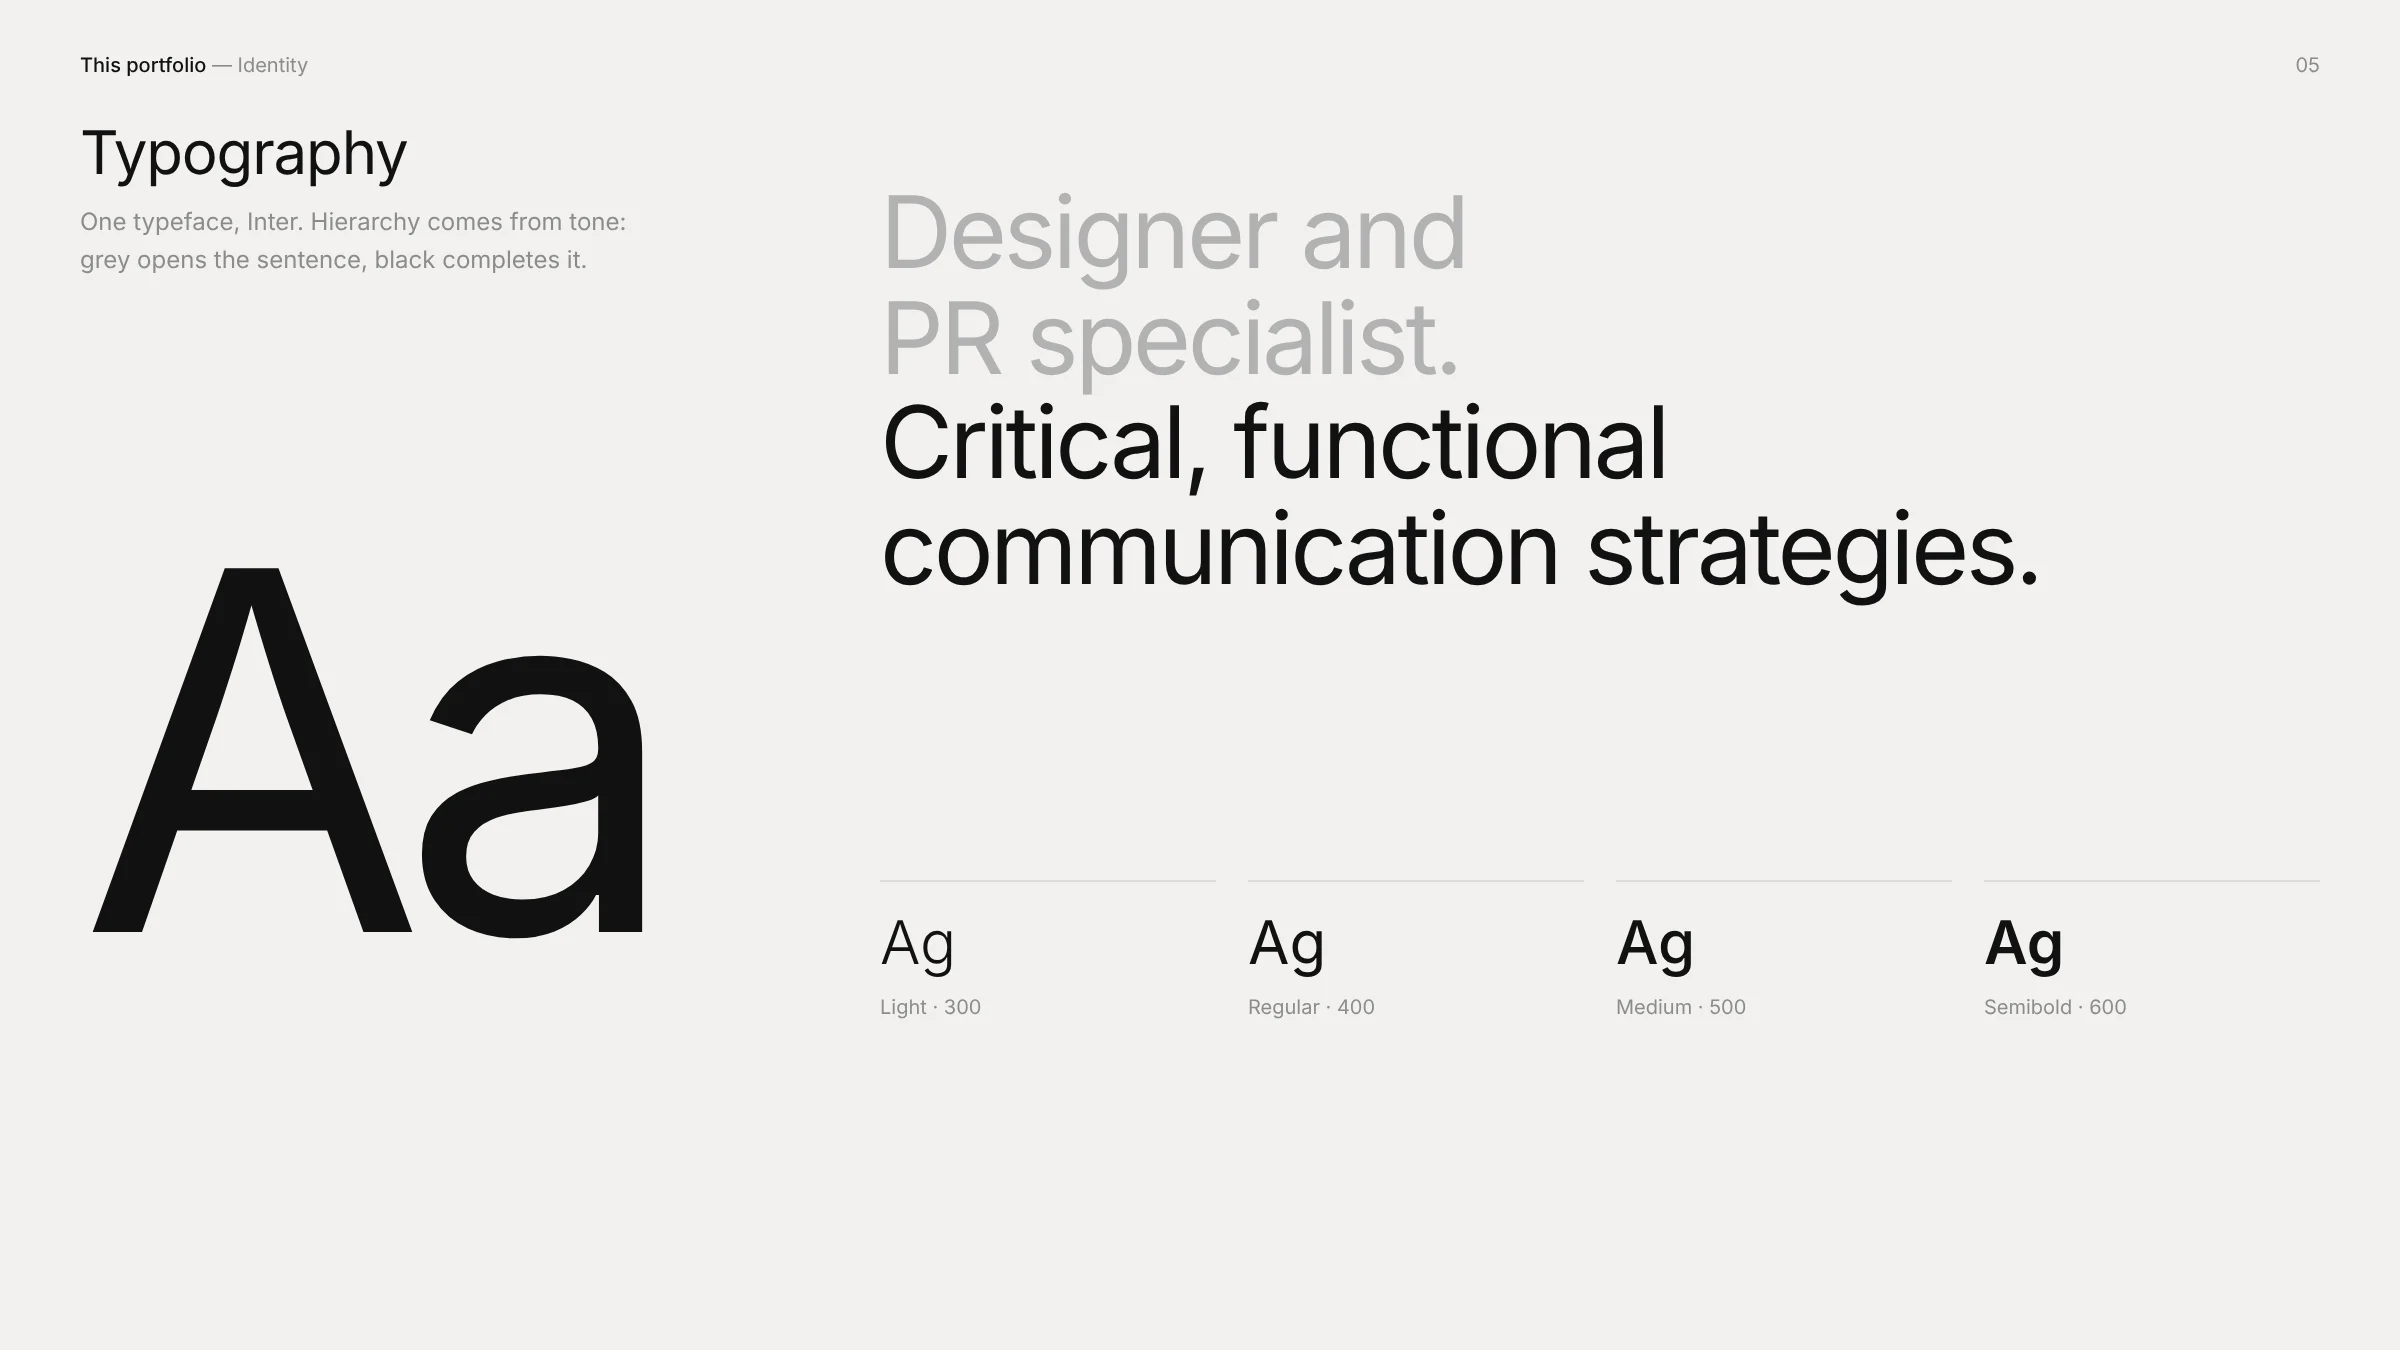 This portfolio — Identity
05
Typography
One typeface, Inter. Hierarchy comes from tone:
grey opens the sentence, black completes it.
Designer and
PR specialist.
Critical, functional
communication strategies.
Aa
Ag
Light · 300
Ag
Regular · 400
Ag
Medium · 500
Ag
Semibold · 600